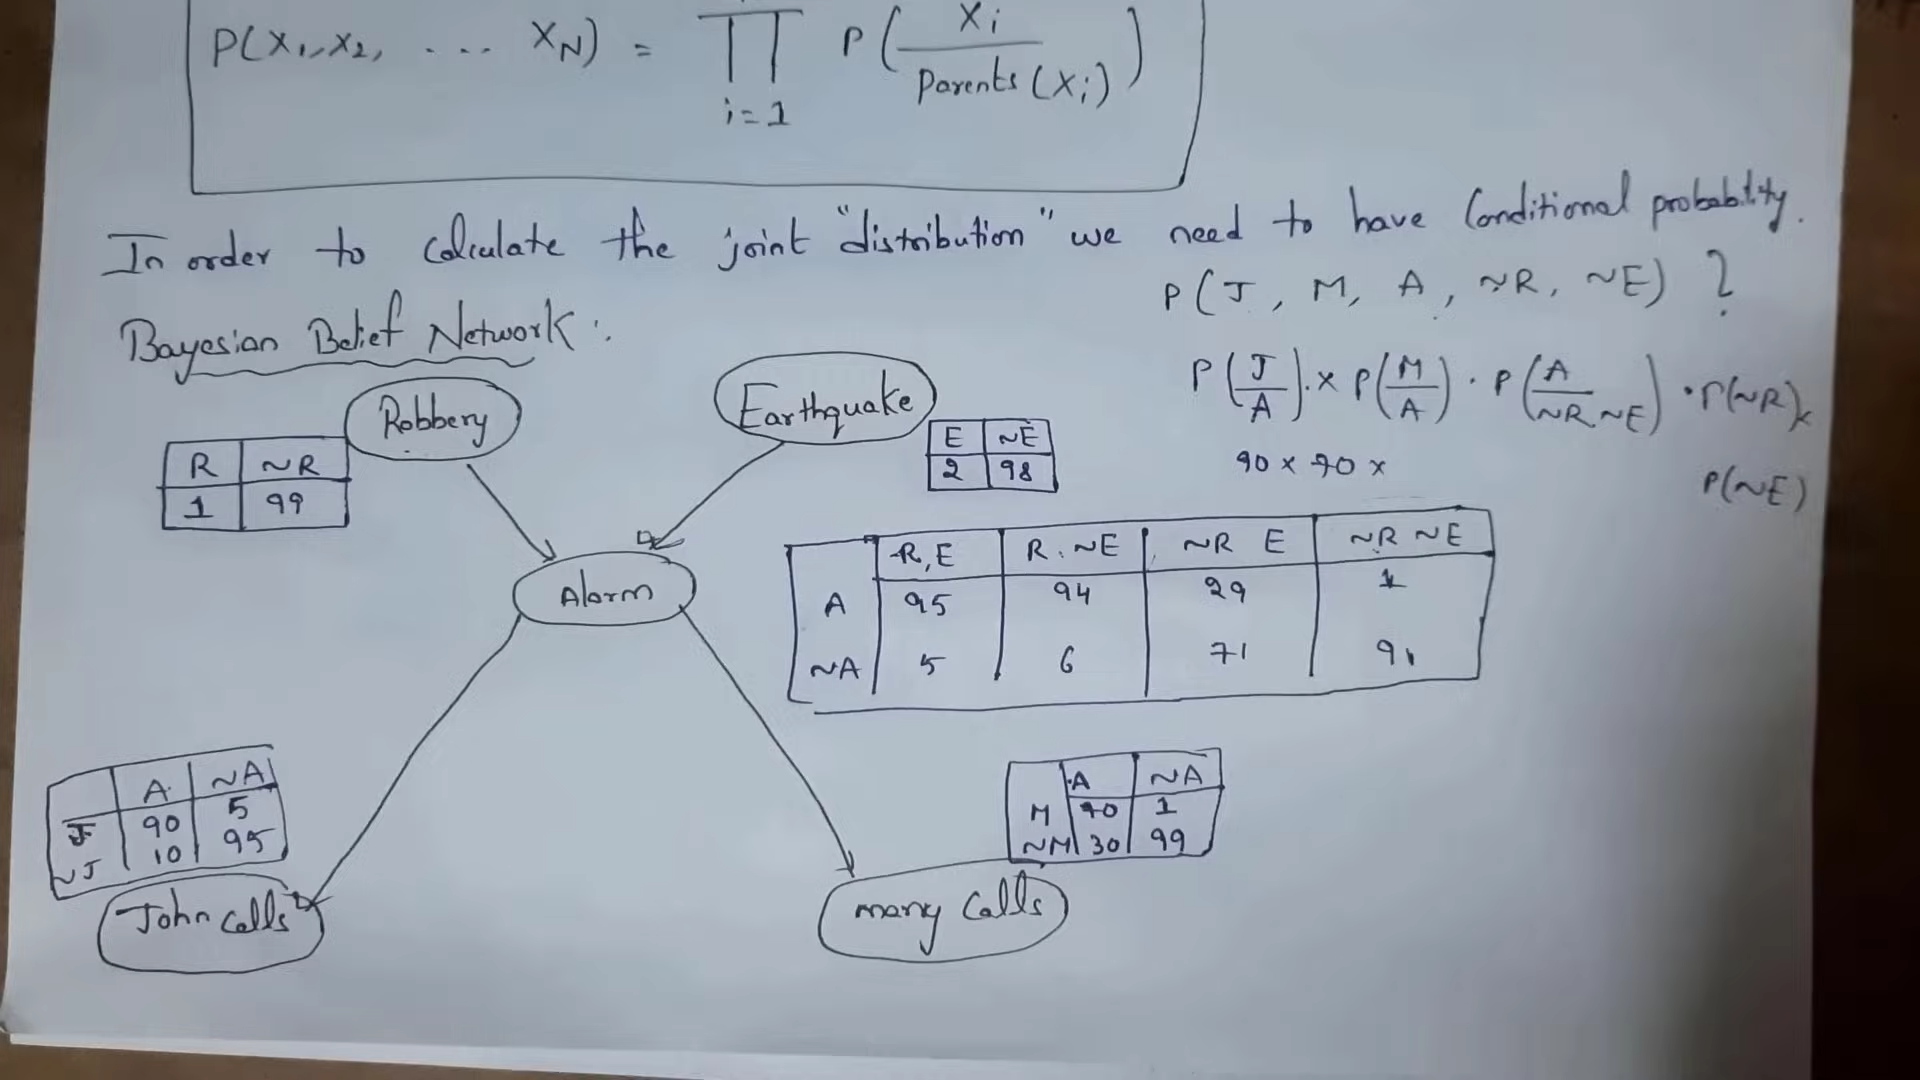 P(X1,X2, ... XN) = ∏ i=1 P(Xi / Parents(Xi))
In order to calculate the joint "distribution" we need to have Conditional probability.
P(J, M, A, ~R, ~E) ?
Bayesian Belief Network:
P(J/A) x P(M/A) . P(A/~R ~E) . P(~R) x
P(~E)
90 x 70 x
Robbery
R ~R
1 99
Earthquake
E ~E
2 98
Alarm
R,E R.~E ~R E ~R ~E
A 95 94 29 1
~A 5 6 71 91
A ~A
J 90 5
~J 10 95
John Calls
A ~A
M 70 1
~M 30 99
many Calls